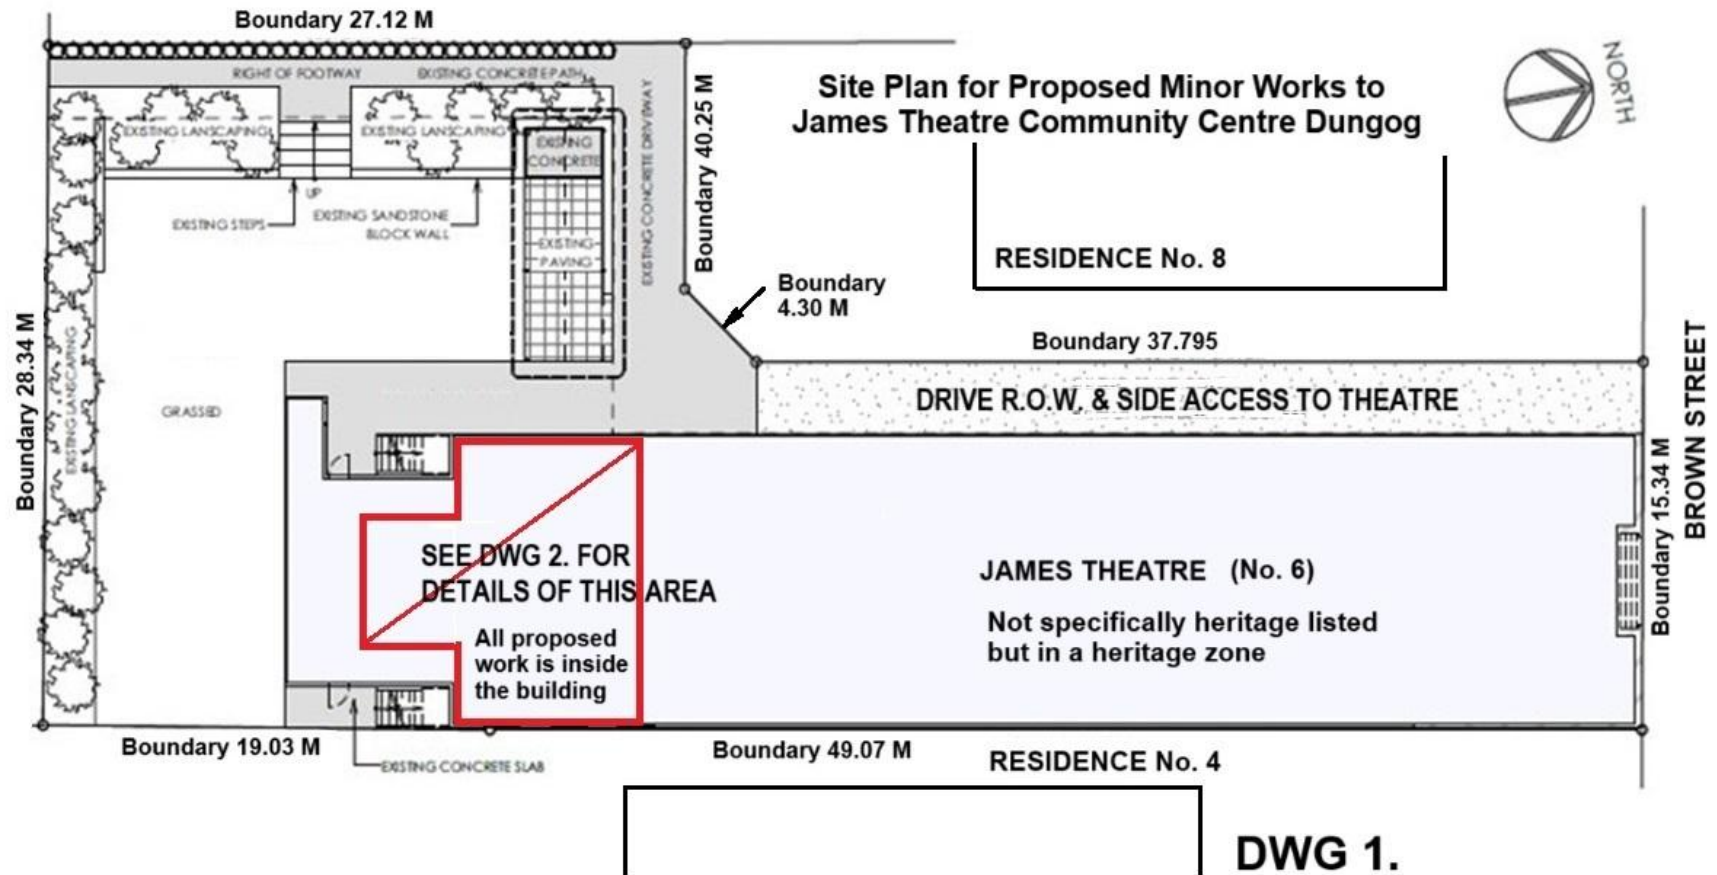 Boundary 27.12 M
RIGHT OF FOOTWAY
EXISTING CONCRETE PATH
Site Plan for Proposed Minor Works to
James Theatre Community Centre Dungog
NORTH
EXISTING LANSCAPING
EXISTING LANSCAPING
EXISTING
CONCRETE
EXISTING CONCRETE DRIVEWAY
Boundary 40.25 M
UP
EXISTING STEPS
EXISTING SANDSTONE
BLOCK WALL
EXISTING
PAVING
RESIDENCE No. 8
Boundary
4.30 M
Boundary 28.34 M
EXISTING LANSCAPING
GRASSED
Boundary 37.795
DRIVE R.O.W. & SIDE ACCESS TO THEATRE
BROWN STREET
Boundary 15.34 M
SEE DWG 2. FOR
DETAILS OF THIS AREA
All proposed
work is inside
the building
JAMES THEATRE (No. 6)
Not specifically heritage listed
but in a heritage zone
Boundary 19.03 M
EXISTING CONCRETE SLAB
Boundary 49.07 M
RESIDENCE No. 4
DWG 1.